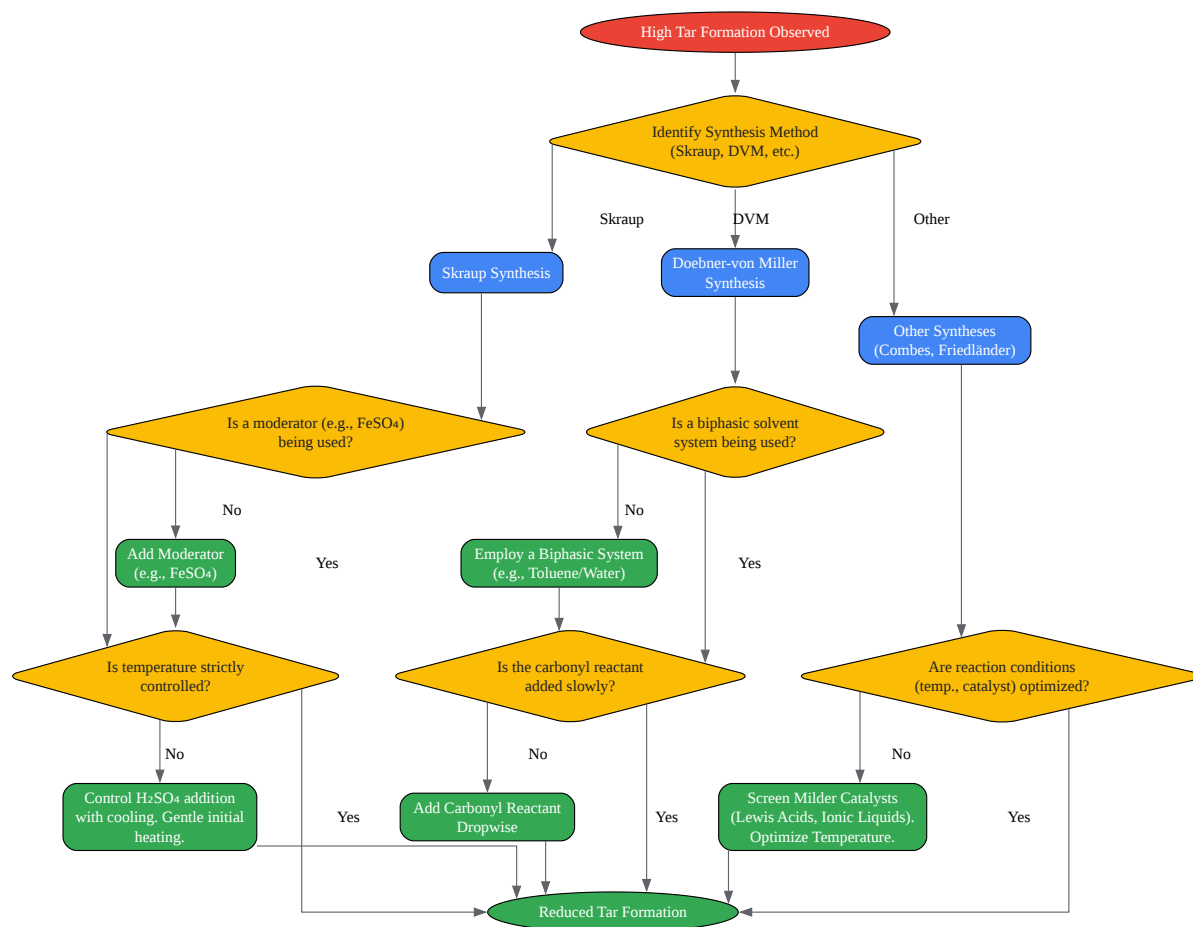 High Tar Formation Observed
Identify Synthesis Method
(Skraup, DVM, etc.)
Skraup
DVM
Other
Skraup Synthesis
Doebner-von Miller
Synthesis
Other Syntheses
(Combes, Friedländer)
Is a moderator (e.g., FeSO₄)
being used?
Is a biphasic solvent
system being used?
No
No
Add Moderator
(e.g., FeSO₄)
Yes
Employ a Biphasic System
(e.g., Toluene/Water)
Yes
Is temperature strictly
controlled?
Is the carbonyl reactant
added slowly?
Are reaction conditions
(temp., catalyst) optimized?
No
No
No
Control H₂SO₄ addition
with cooling. Gentle initial
heating.
Yes
Add Carbonyl Reactant
Dropwise
Yes
Screen Milder Catalysts
(Lewis Acids, Ionic Liquids).
Optimize Temperature.
Yes
Reduced Tar Formation